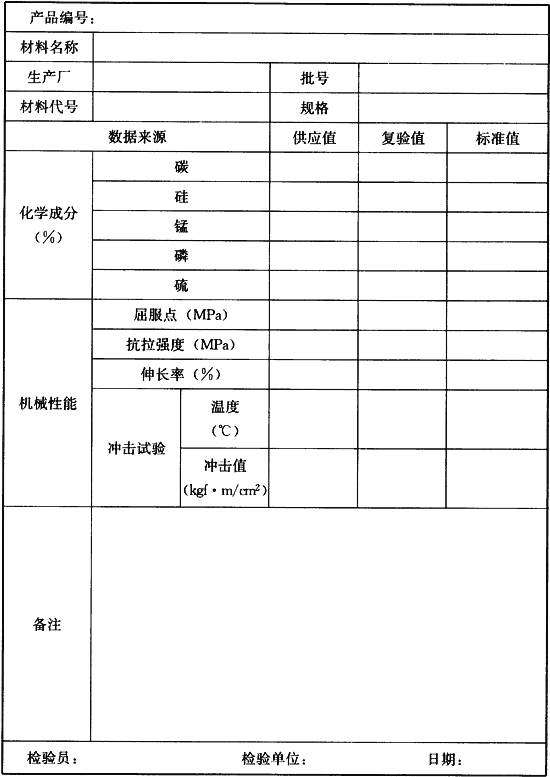 产品编号：
材料名称
生产厂 批号
材料代号 规格
数据来源 供应值 复验值 标准值
化学成分
（％）
碳
硅
锰
磷
硫
机械性能
屈服点（MPa）
抗拉强度（MPa）
伸长率（％）
冲击试验
温度
（℃）
冲击值
（kgf·m/cm²）
备注
检验员： 检验单位： 日期：